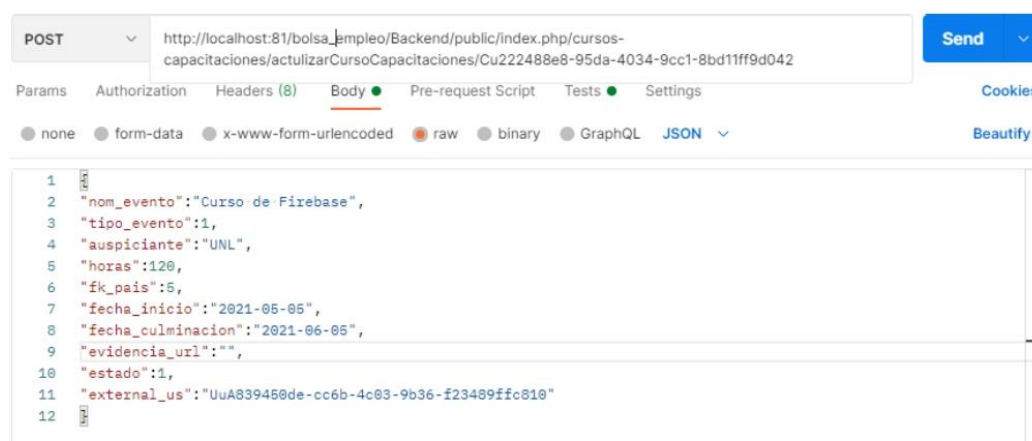 POST
http://localhost:81/bolsa_empleo/Backend/public/index.php/cursos-
capacitaciones/actulizarCursoCapacitaciones/Cu222488e8-95da-4034-9cc1-8bd11ff9d042
Send
Params Authorization Headers (8) Body Pre-request Script Tests Settings Cookies
none form-data x-www-form-urlencoded raw binary GraphQL JSON Beautify
1 {
2 "nom_evento":"Curso de Firebase",
3 "tipo_evento":1,
4 "auspiciante":"UNL",
5 "horas":120,
6 "fk_pais":5,
7 "fecha_inicio":"2021-05-05",
8 "fecha_culminacion":"2021-06-05",
9 "evidencia_url":"",
10 "estado":1,
11 "external_us":"UuA839450de-cc6b-4c03-9b36-f23489ffc810"
12 }